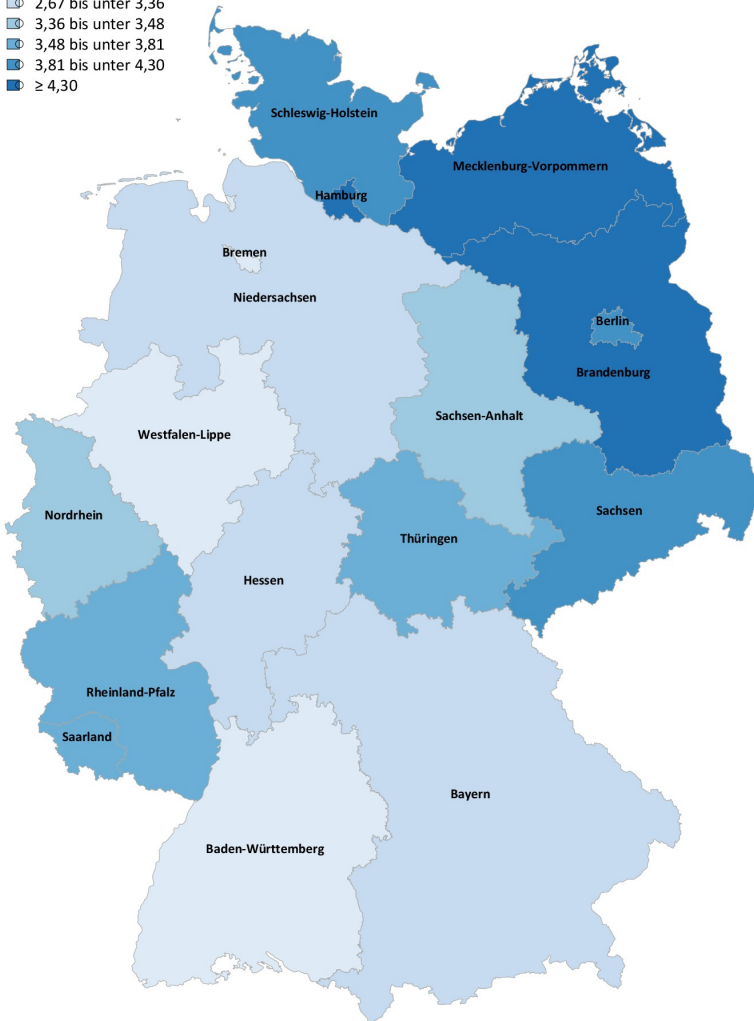 2,67 bis unter 3,36
3,36 bis unter 3,48
3,48 bis unter 3,81
3,81 bis unter 4,30
≥ 4,30
Schleswig-Holstein
Mecklenburg-Vorpommern
Hamburg
Bremen
Niedersachsen
Berlin
Brandenburg
Sachsen-Anhalt
Westfalen-Lippe
Sachsen
Nordrhein
Thüringen
Hessen
Rheinland-Pfalz
Saarland
Bayern
Baden-Württemberg